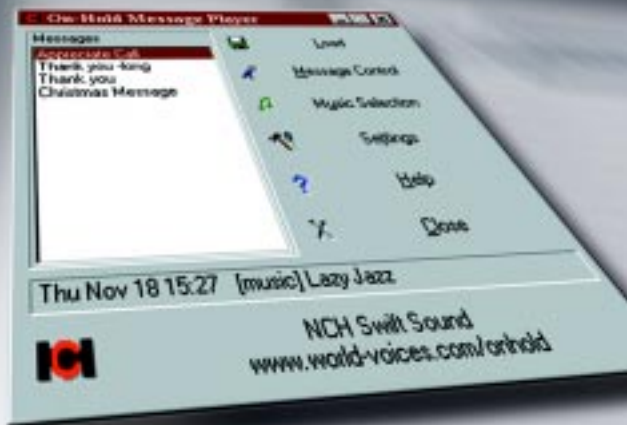 On-Hold Message Player
Messages
Appreciate Call
Thank you -long
Thank you
Christmas Message
Load
Message Control
Music Selection
Settings
Help
Close
Thu Nov 18 15:27 [music] Lazy Jazz
NCH
NCH Swift Sound
www.world-voices.com/onhold